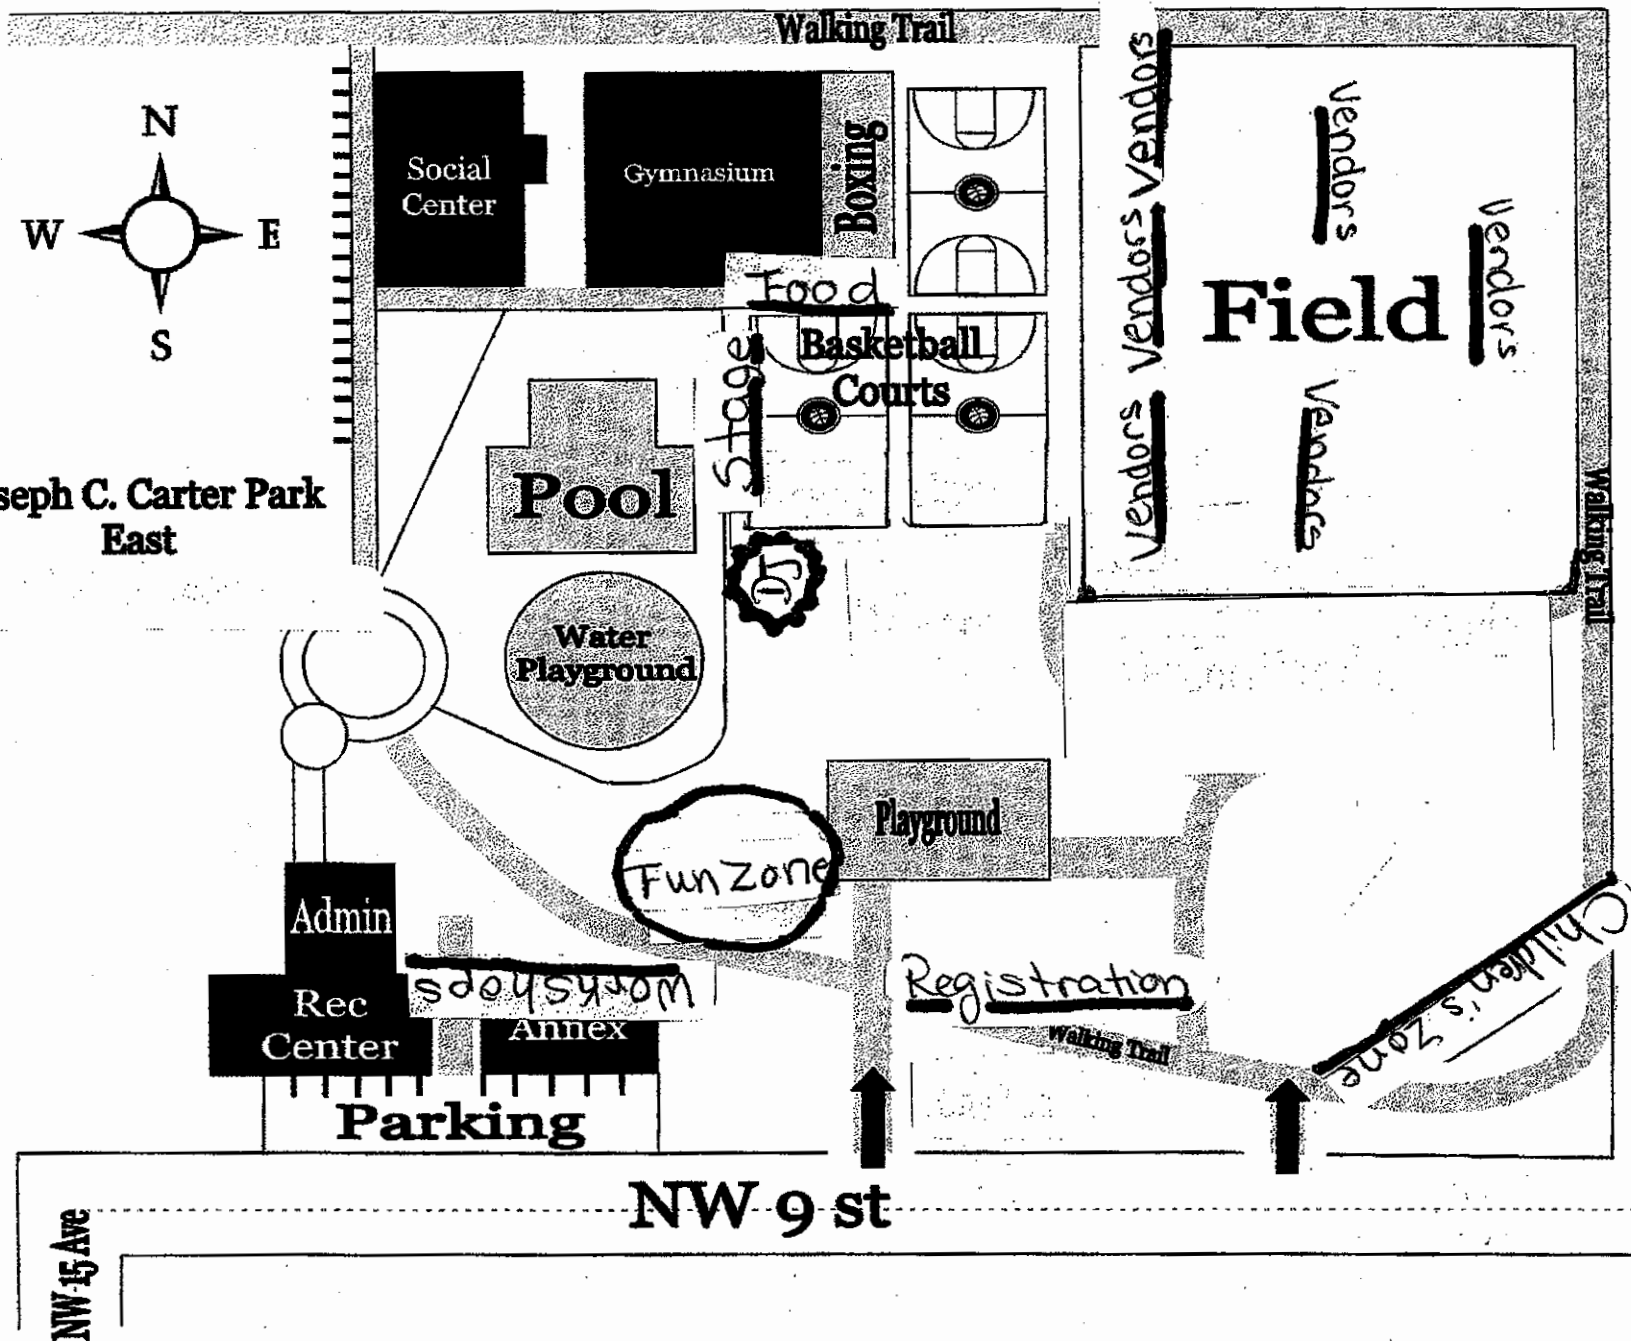 Walking Trail
N
W E
S
Social
Center
Gymnasium
Boxing
Food
Stage
Basketball
Courts
Vendors
Vendors
Vendors
Vendors
Vendors
Vendors
Field
Pool
seph C. Carter Park
East
DJ
Water
Playground
Walking Trail
Playground
Fun Zone
Admin
Workshops
Rec
Center
Annex
Registration
Walking Trail
Children's Zone
Parking
NW 9 st
NW 15 Ave